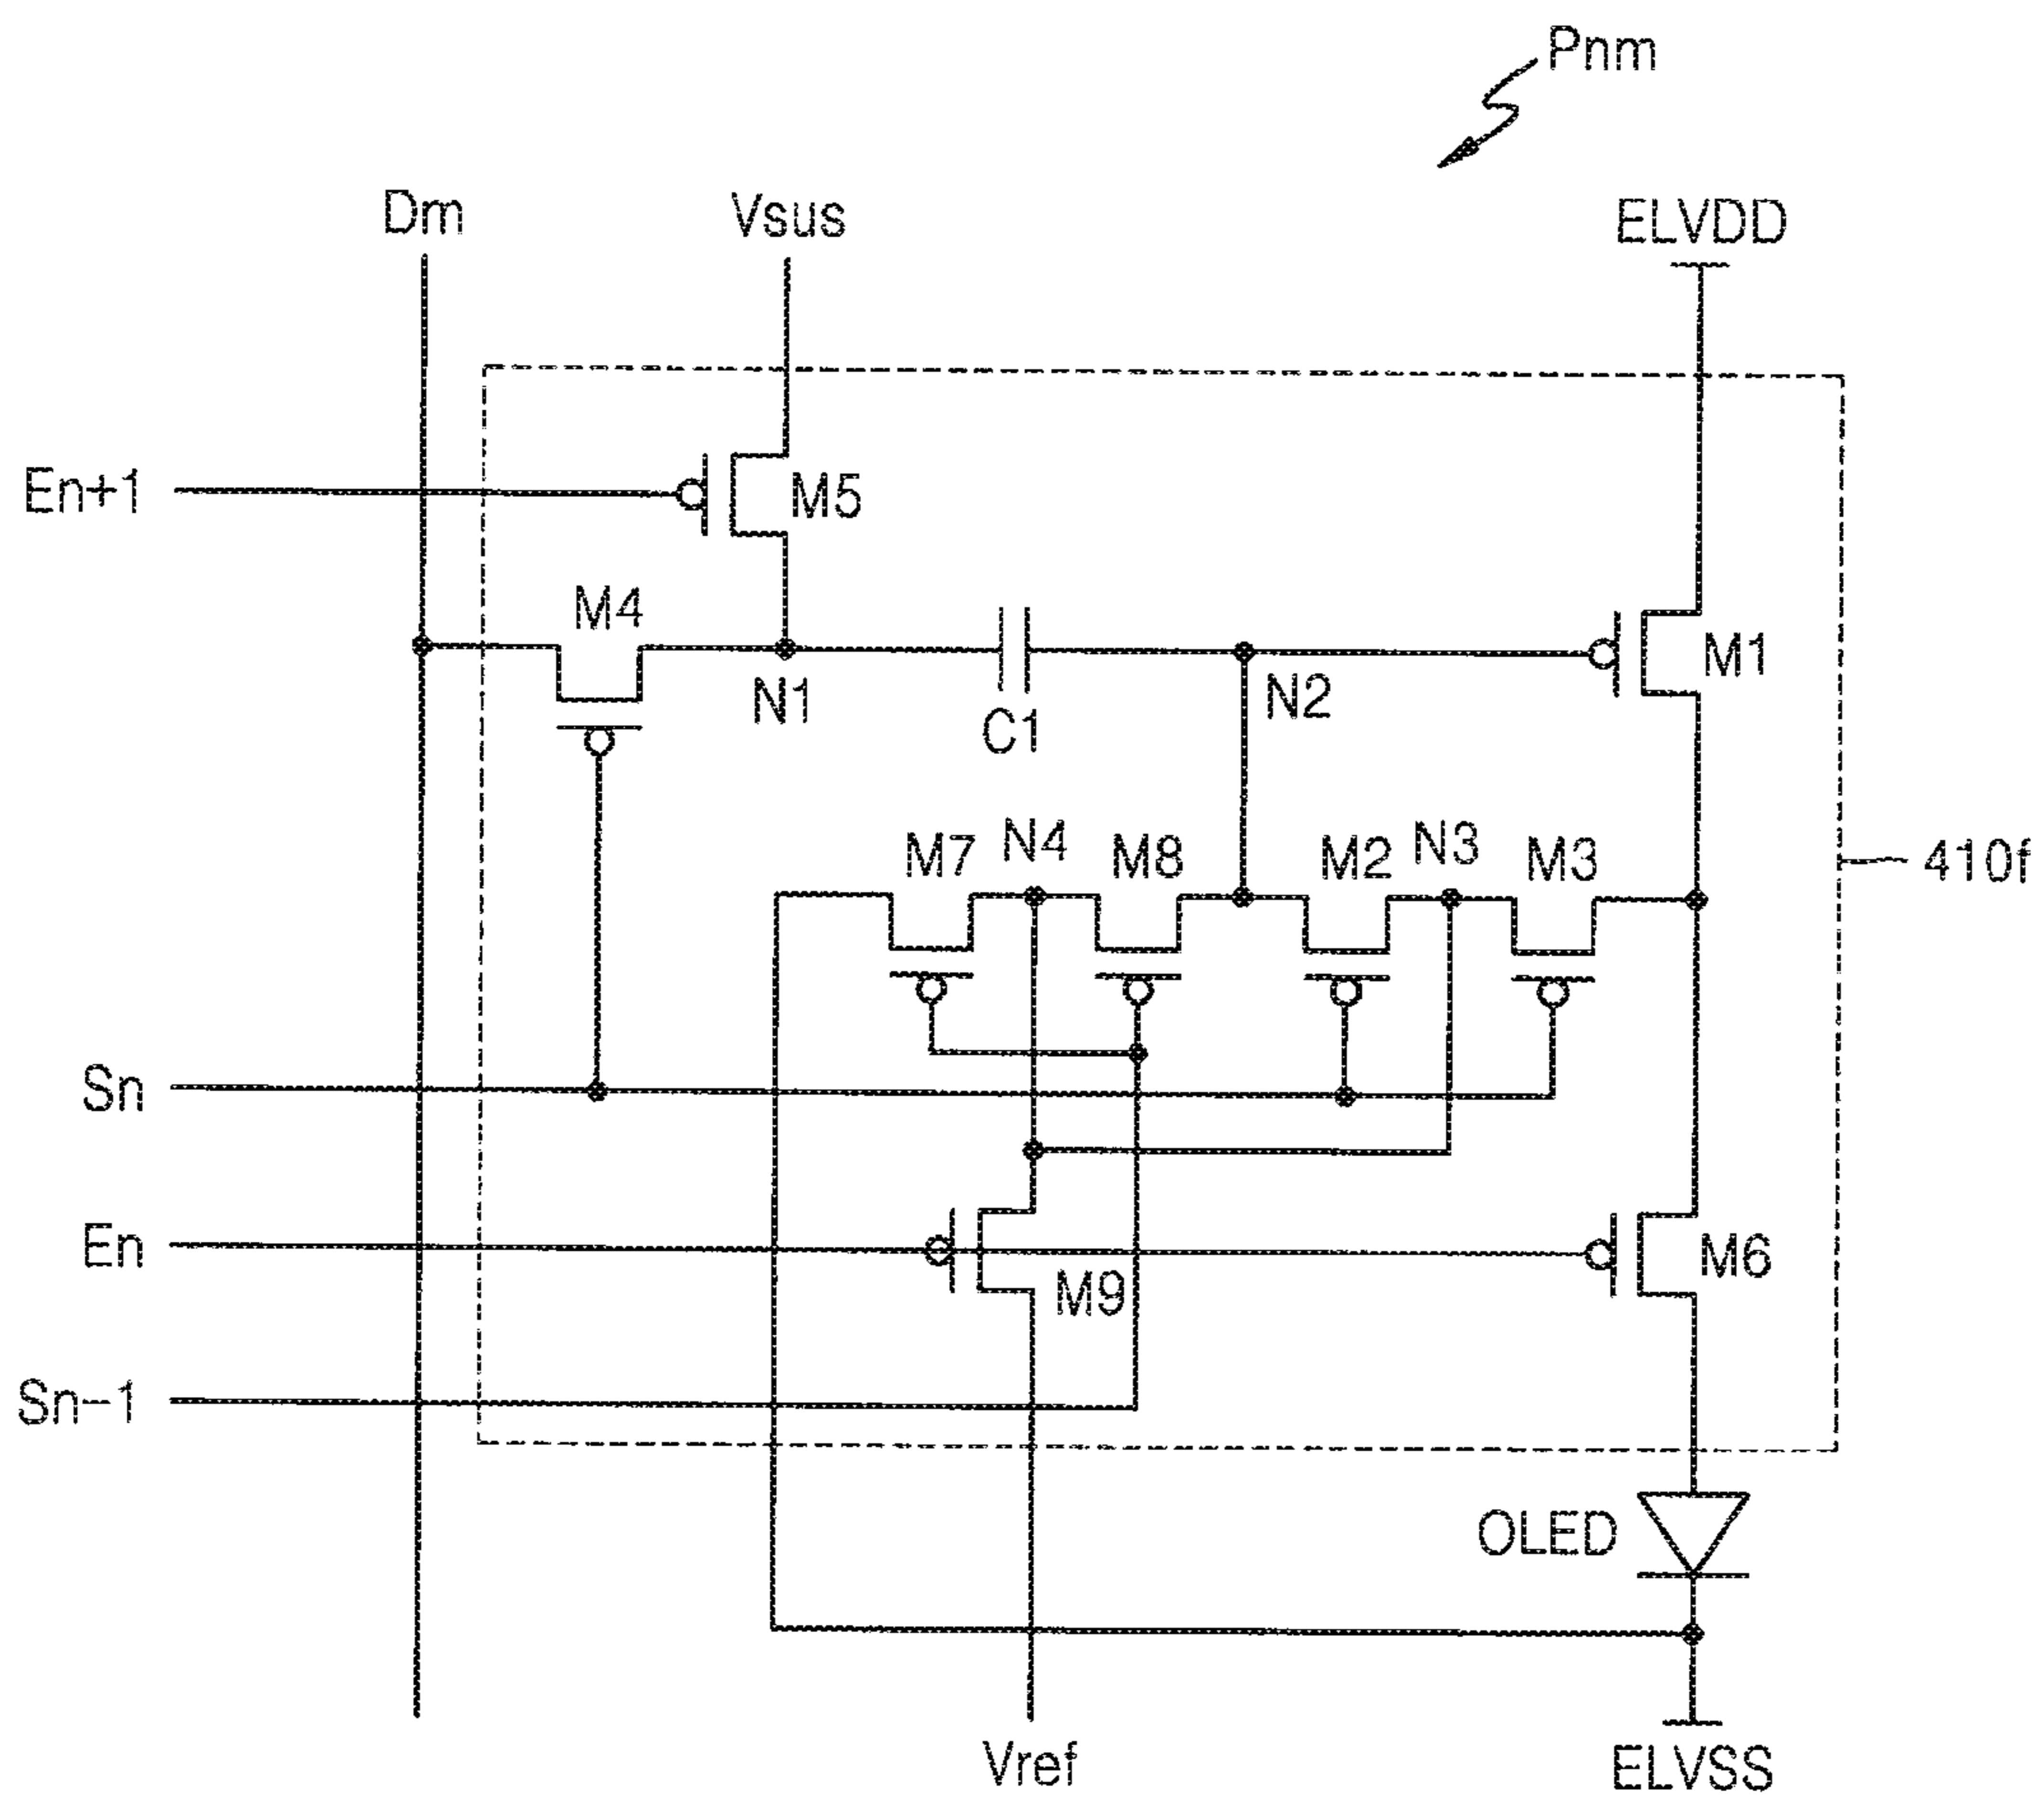 Pnm
Dm
Vsus
ELVDD
En+1
M5
M4
M1
N1
N2
C1
M7
N4
M8
M2
N3
M3
410f
Sn
En
M9
M6
Sn-1
OLED
Vref
ELVSS